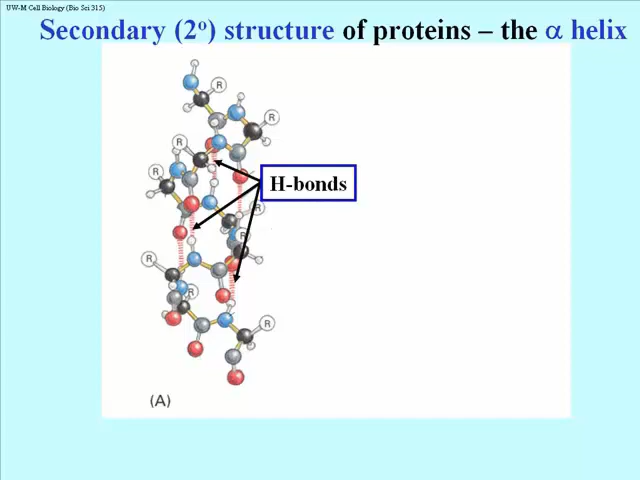 UW-M Cell Biology (Bio Sci 315)
Secondary (2º) structure of proteins – the α helix
R
R
R
R
R
H-bonds
R
R
R
R
R
(A)